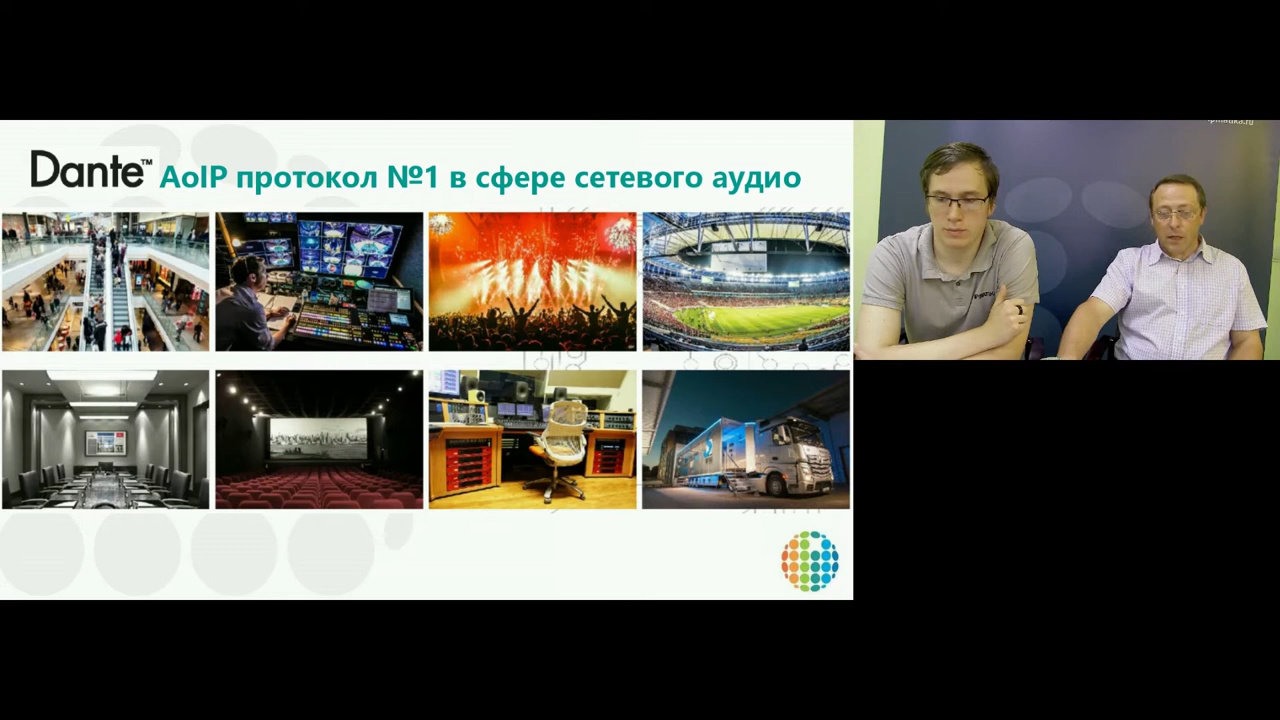 Dante™ AoIP протокол №1 в сфере сетевого аудио